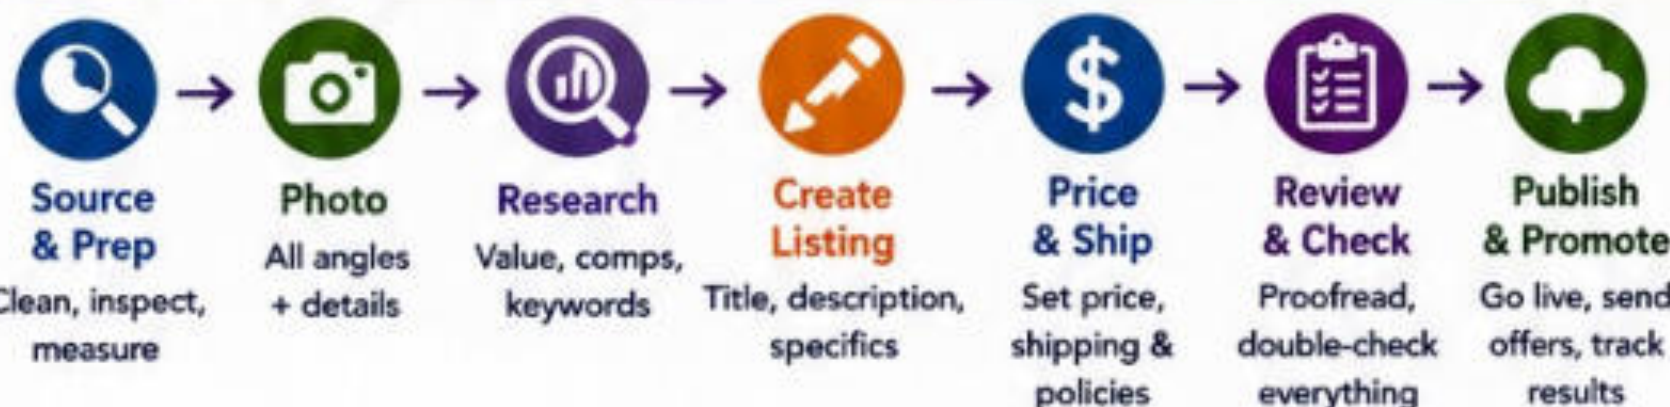 Source
& Prep
Clean, inspect,
measure
Photo
All angles
+ details
Research
Value, comps,
keywords
Create
Listing
Title, description,
specifics
Price
& Ship
Set price,
shipping &
policies
Review
& Check
Proofread,
double-check
everything
Publish
& Promote
Go live, send
offers, track
results